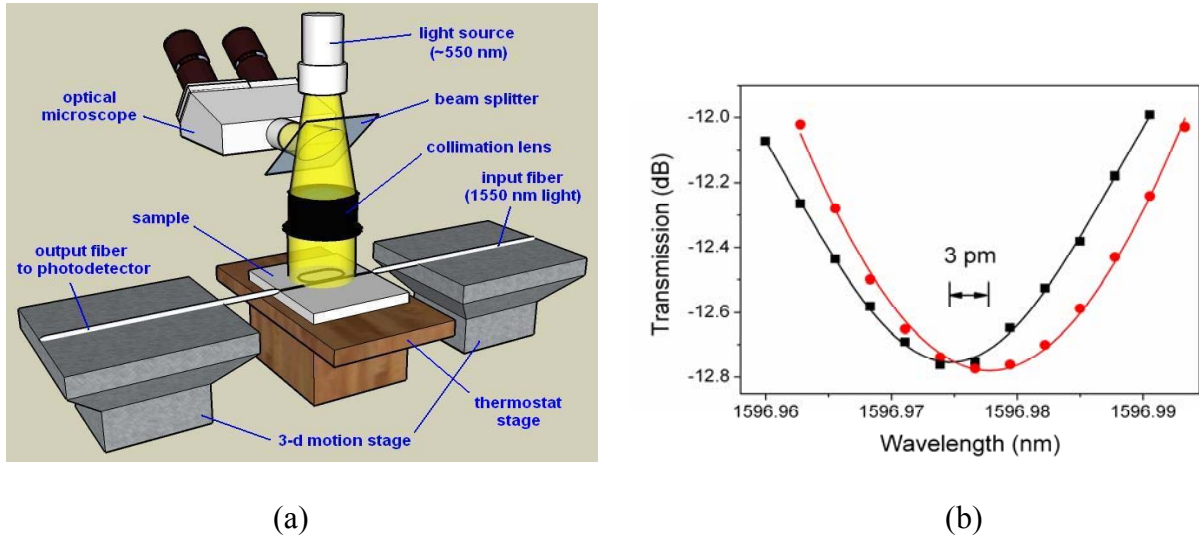 light source
(~550 nm)
optical
microscope
beam splitter
collimation lens
input fiber
(1550 nm light)
sample
output fiber
to photodetector
thermostat
stage
3-d motion stage
(a)
Transmission (dB)
-12.0
-12.2
-12.4
-12.6
-12.8
3 pm
1596.96
1596.97
1596.98
1596.99
Wavelength (nm)
(b)